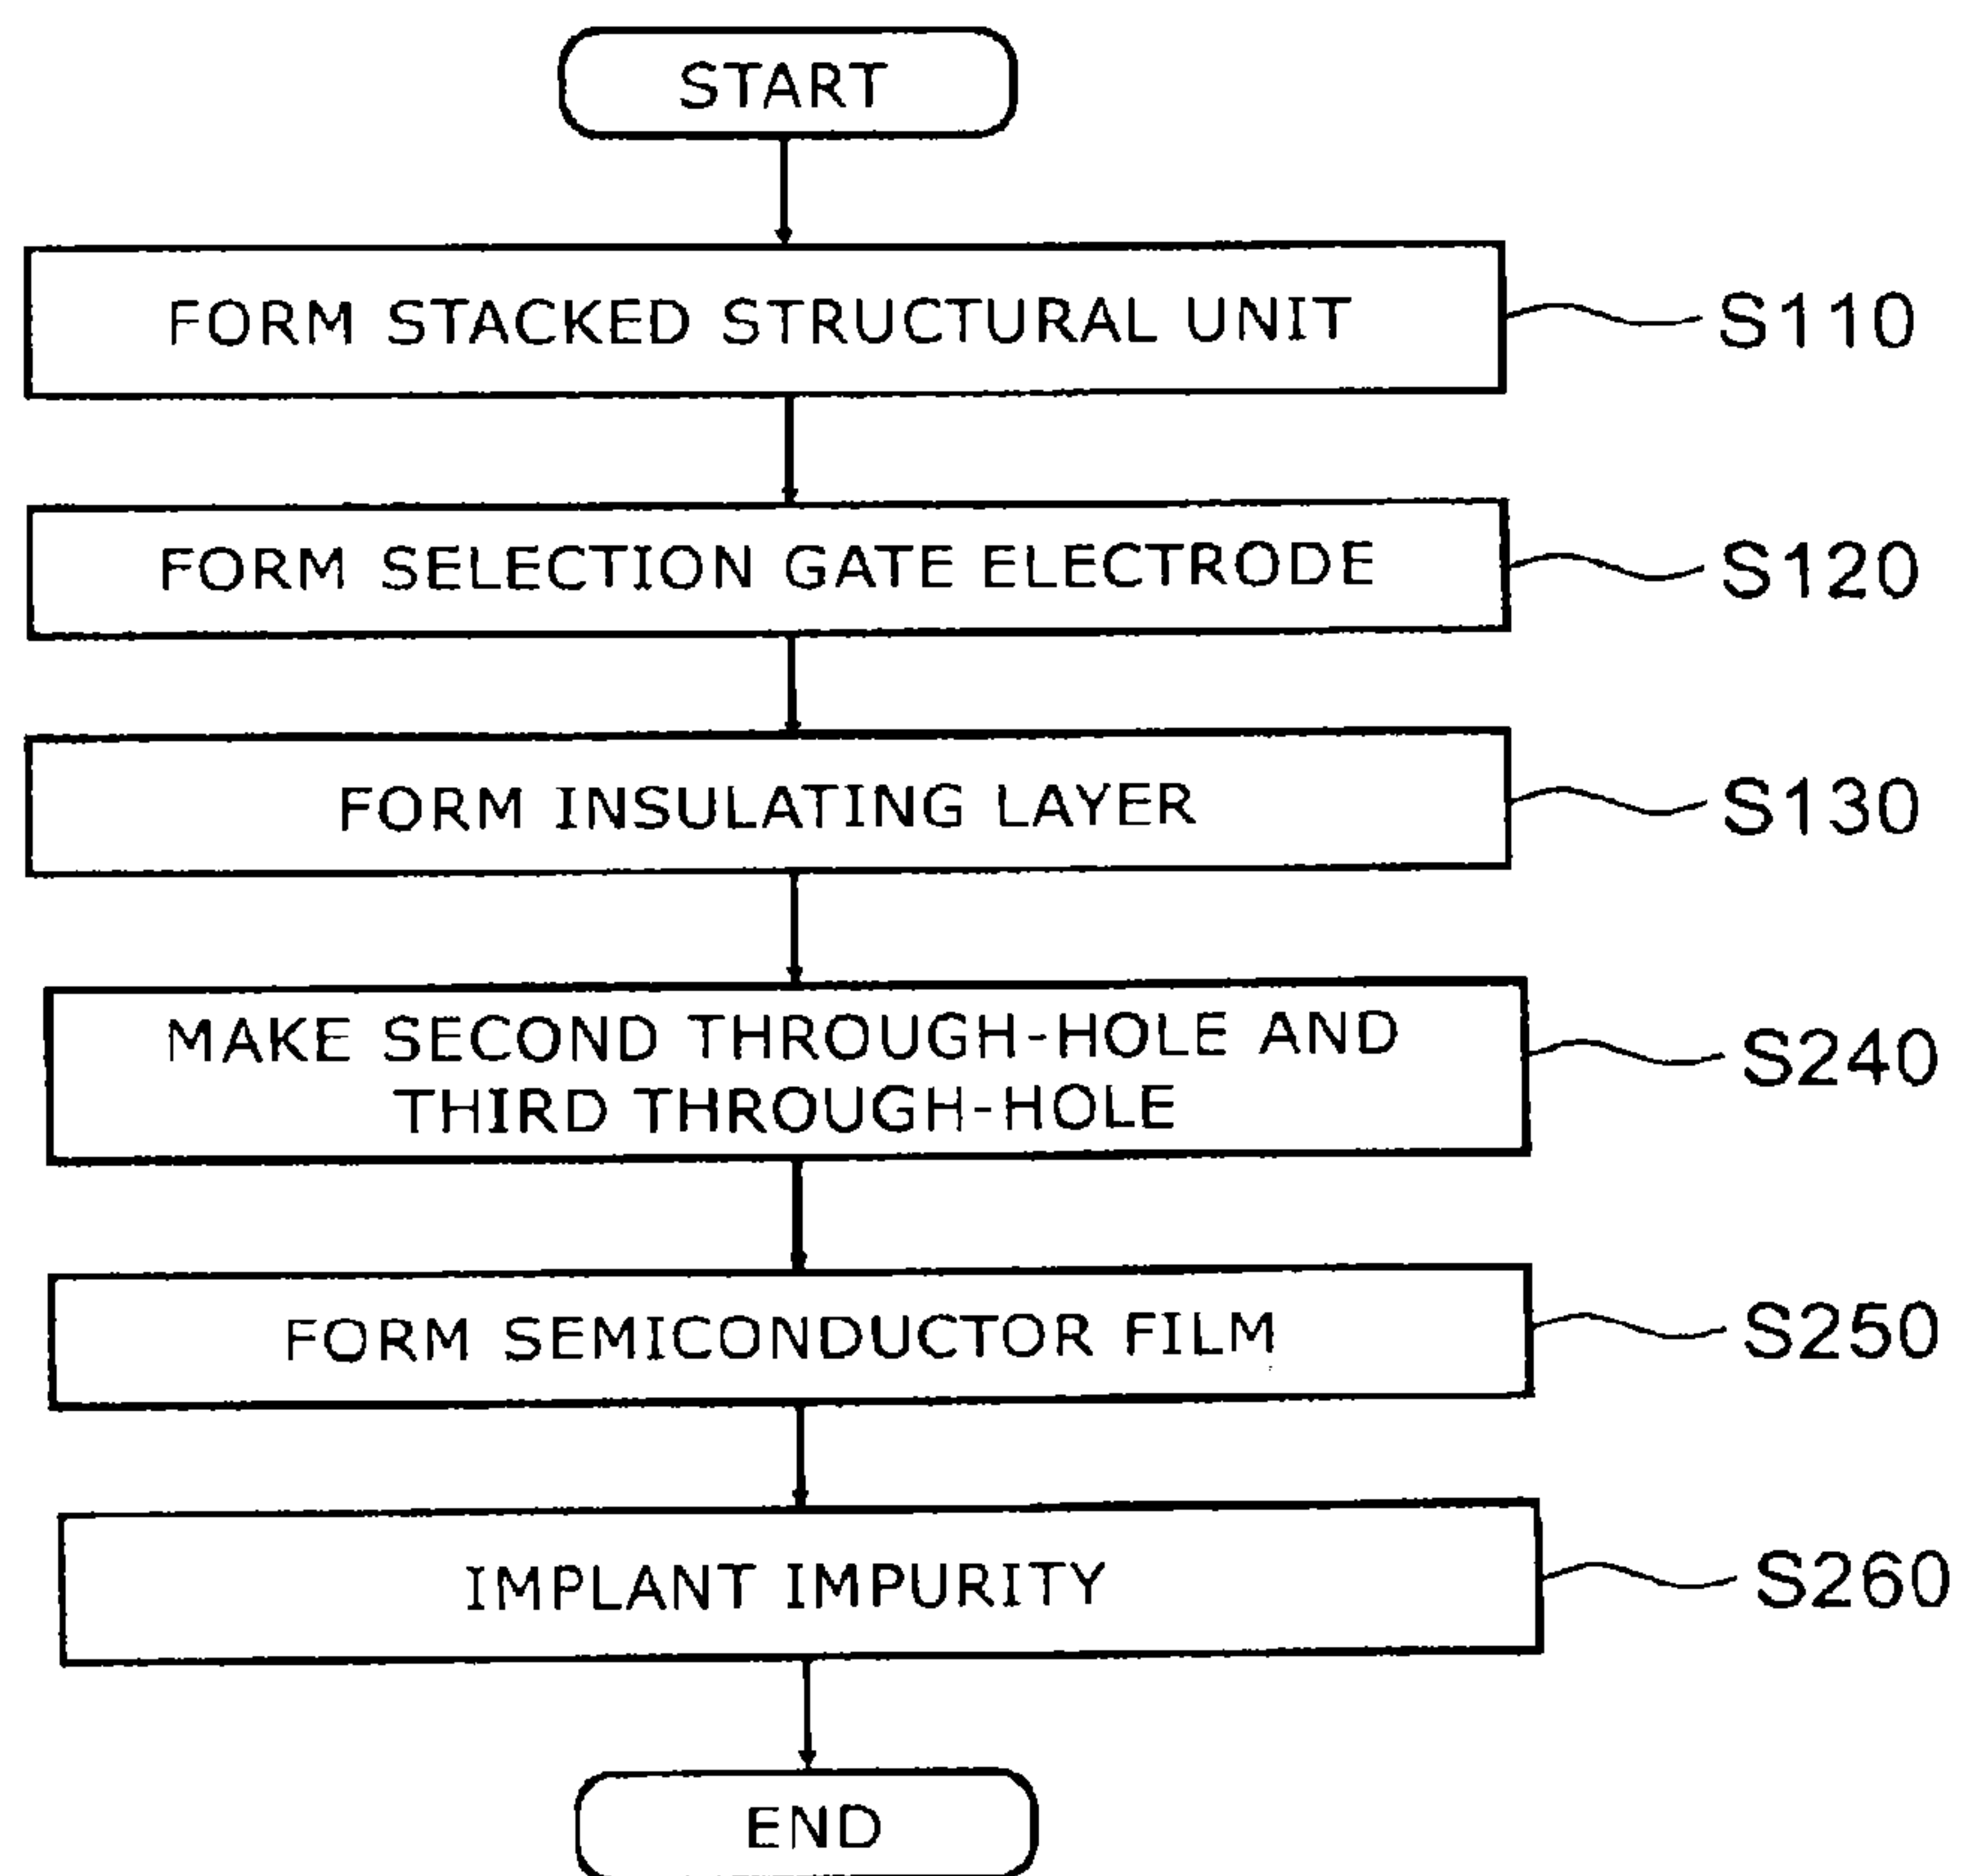 START
FORM STACKED STRUCTURAL UNIT
S110
FORM SELECTION GATE ELECTRODE
S120
FORM INSULATING LAYER
S130
MAKE SECOND THROUGH-HOLE AND
THIRD THROUGH-HOLE
S240
FORM SEMICONDUCTOR FILM
S250
IMPLANT IMPURITY
S260
END